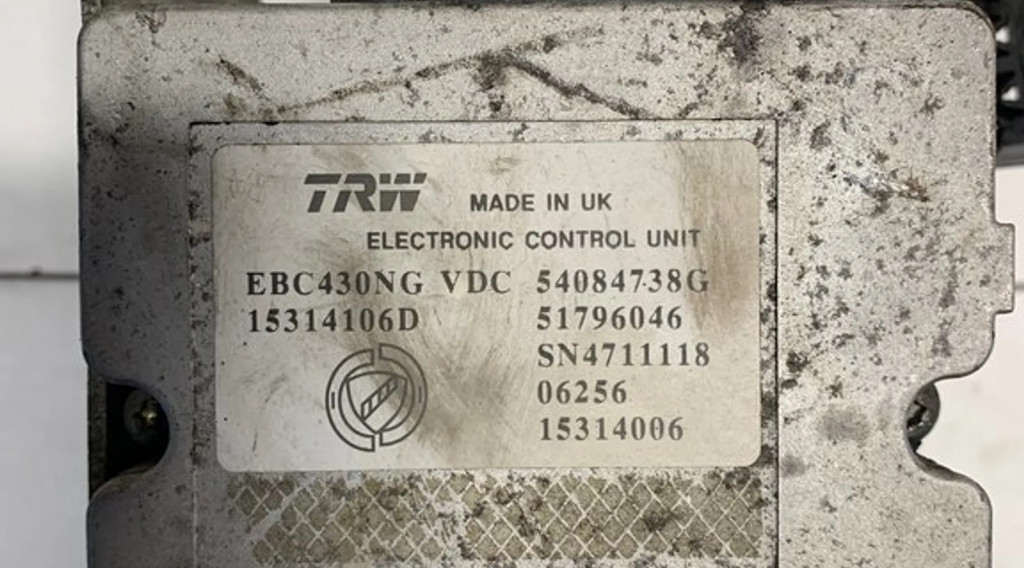 TRW MADE IN UK
ELECTRONIC CONTROL UNIT
EBC430NG VDC 54084738G
15314106D 51796046
SN4711118
06256
15314006